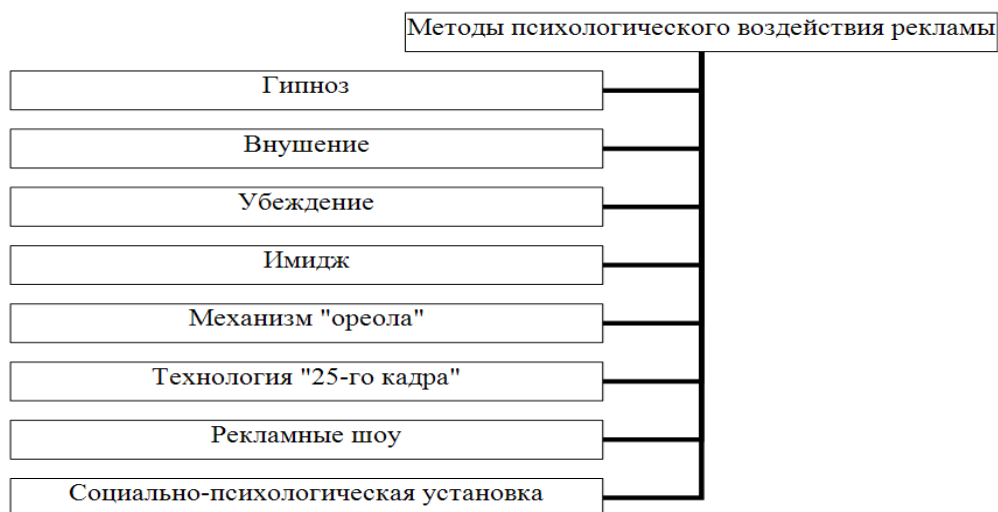 Методы психологического воздействия рекламы
Гипноз
Внушение
Убеждение
Имидж
Механизм "ореола"
Технология "25-го кадра"
Рекламные шоу
Социально-психологическая установка